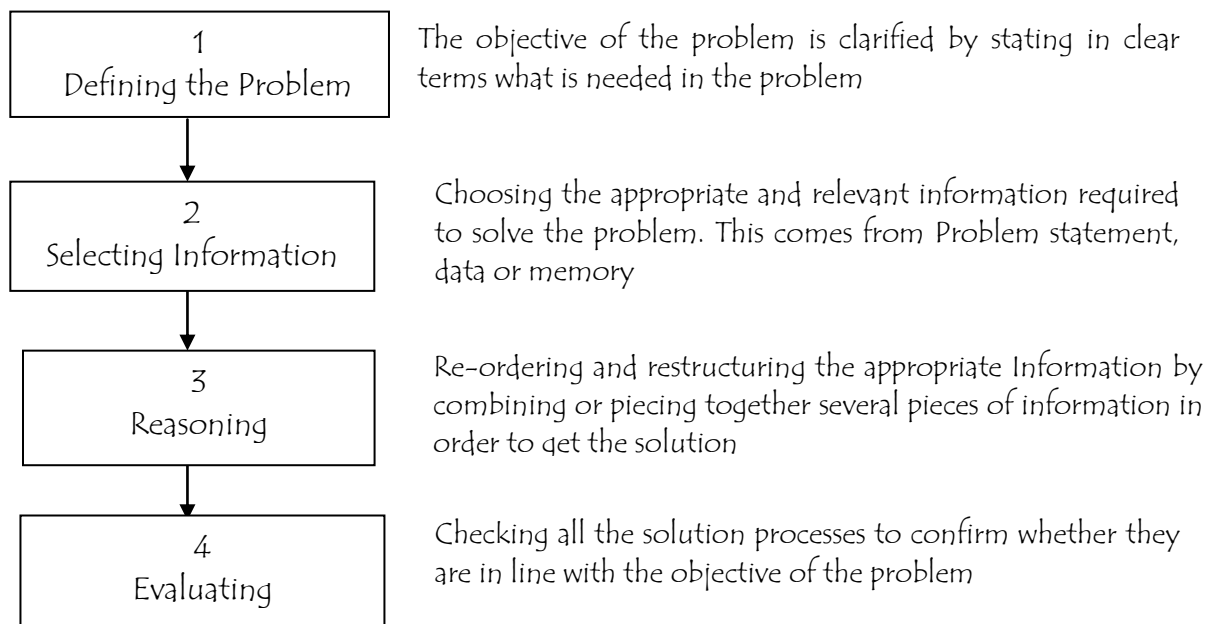 1
Defining the Problem
The objective of the problem is clarified by stating in clear
terms what is needed in the problem
2
Selecting Information
Choosing the appropriate and relevant information required
to solve the problem. This comes from Problem statement,
data or memory
3
Reasoning
Re-ordering and restructuring the appropriate Information by
combining or piecing together several pieces of information in
order to get the solution
4
Evaluating
Checking all the solution processes to confirm whether they
are in line with the objective of the problem